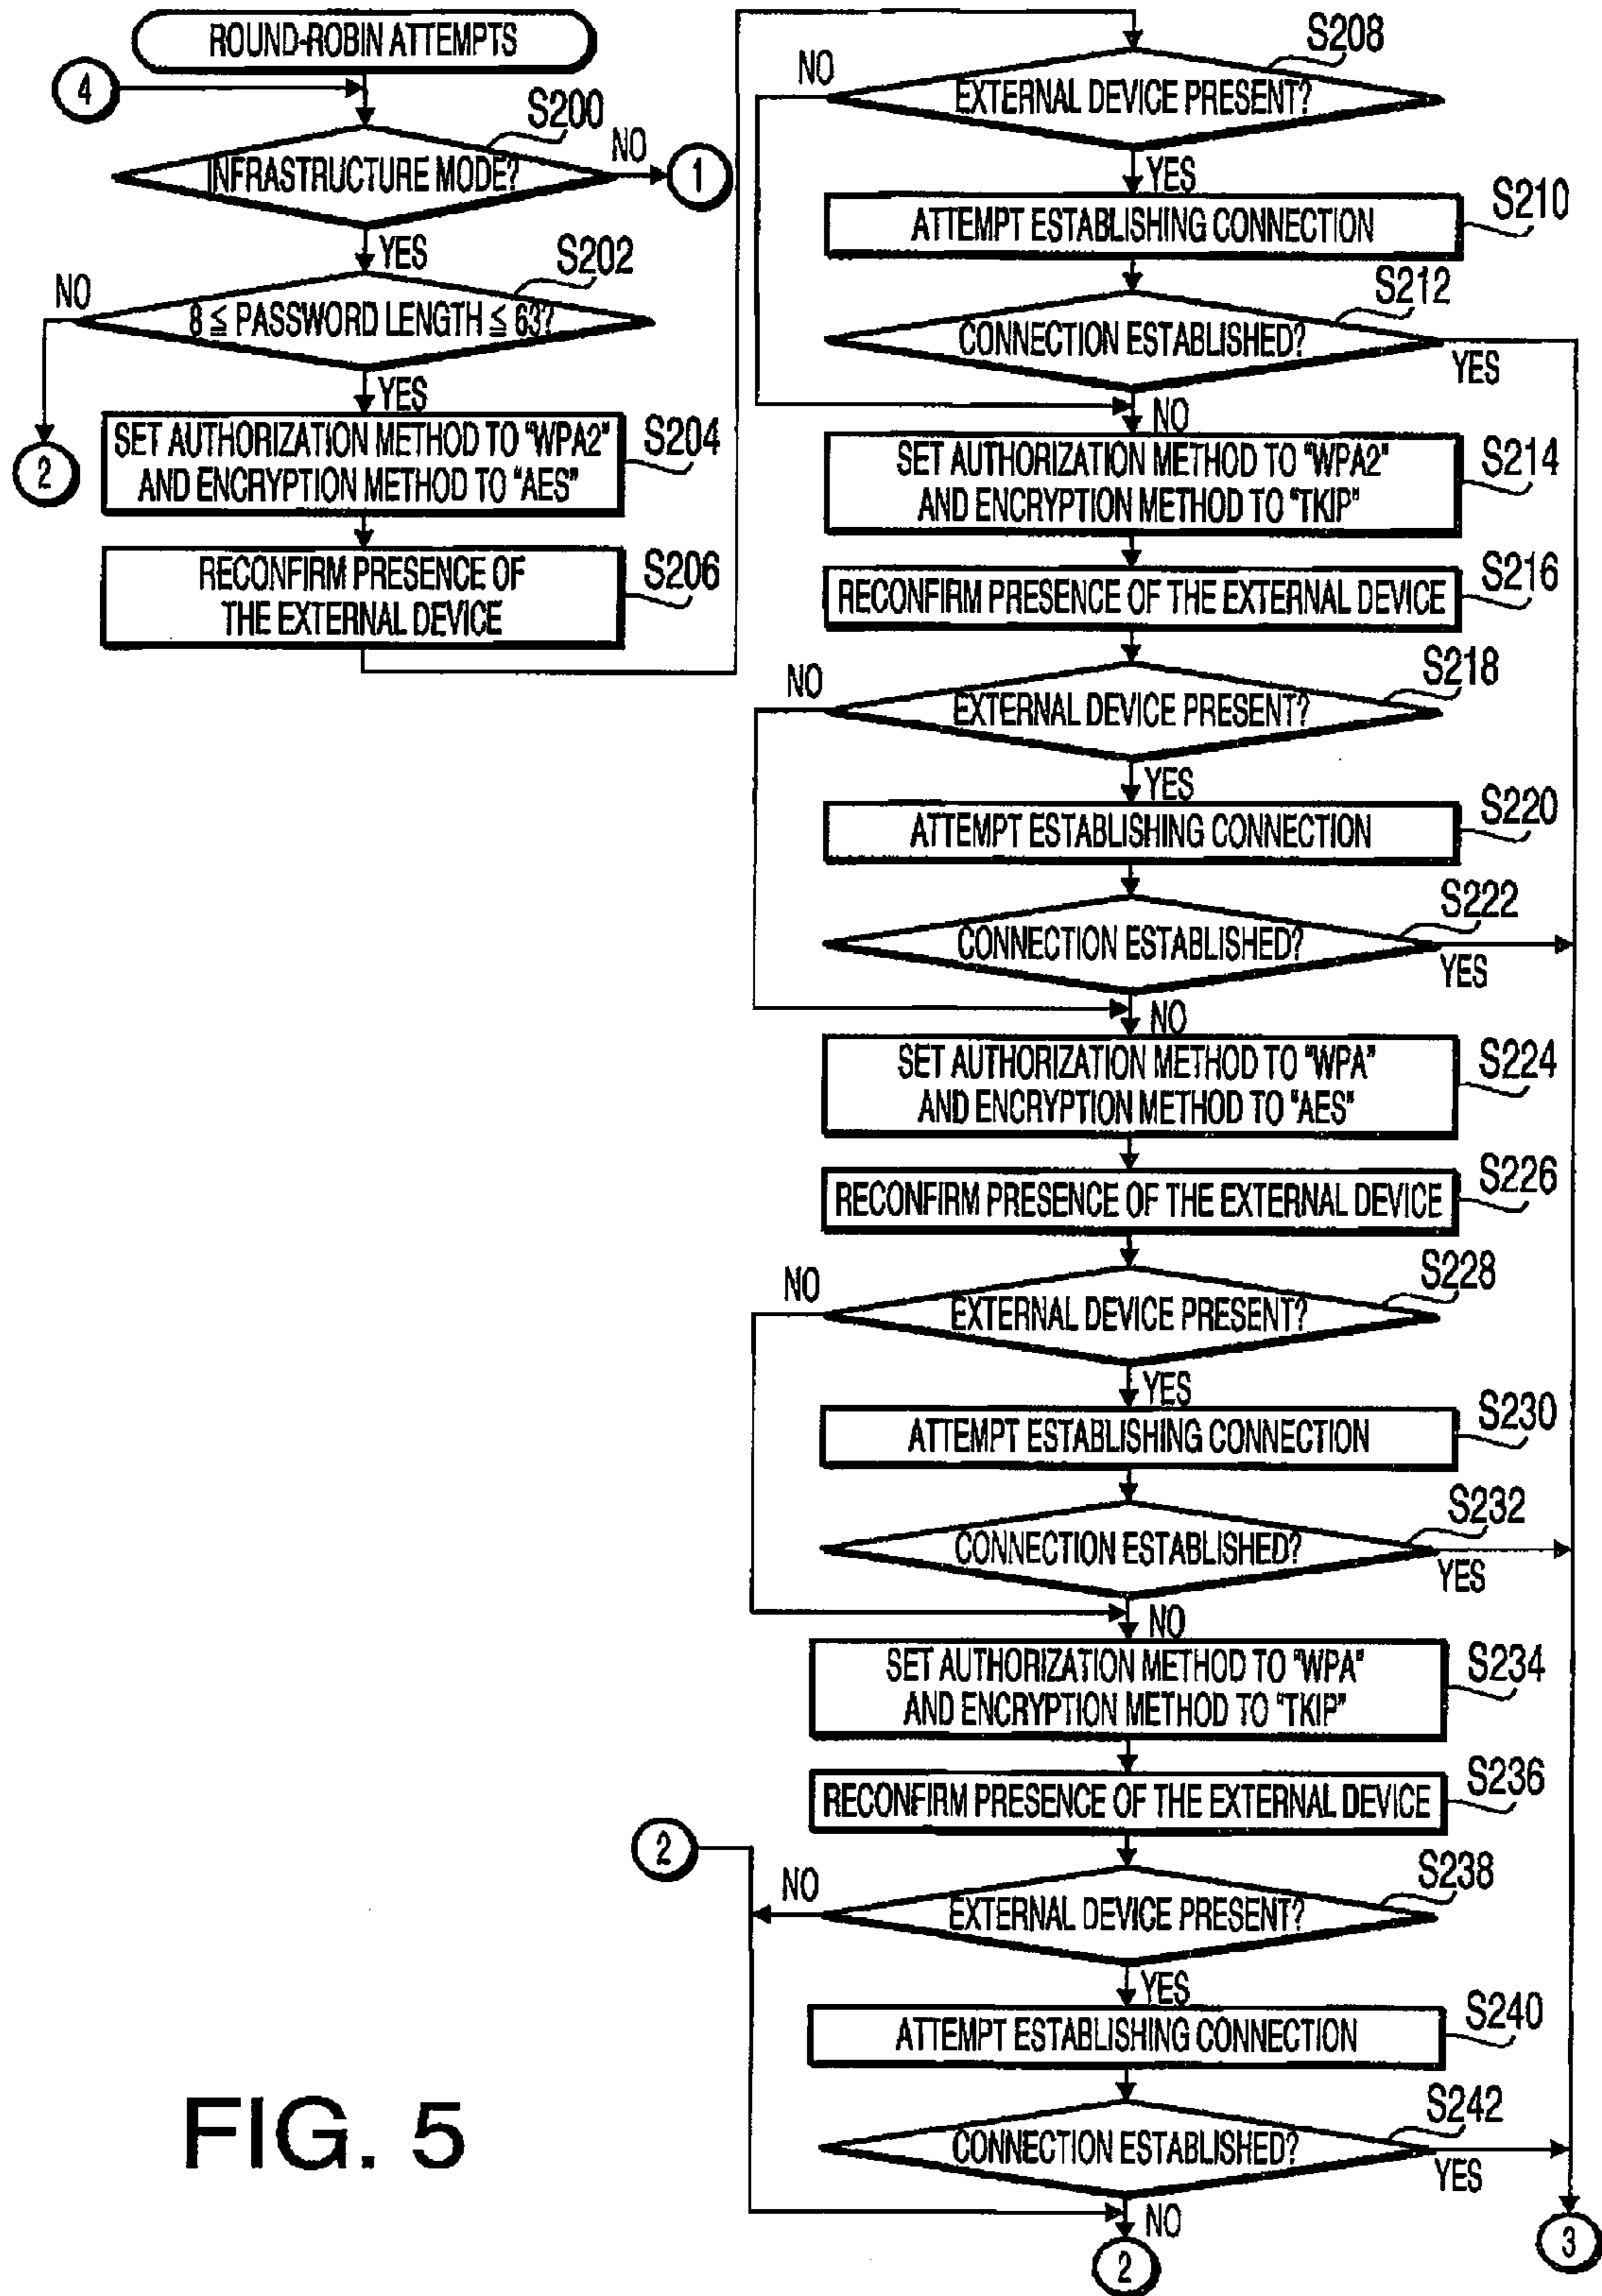 ROUND-ROBIN ATTEMPTS
4
S200
INFRASTRUCTURE MODE?
NO
1
YES
S202
NO
8 ≦ PASSWORD LENGTH ≦ 63?
YES
2
SET AUTHORIZATION METHOD TO "WPA2"
AND ENCRYPTION METHOD TO "AES"
S204
RECONFIRM PRESENCE OF
THE EXTERNAL DEVICE
S206
S208
NO
EXTERNAL DEVICE PRESENT?
YES
S210
ATTEMPT ESTABLISHING CONNECTION
S212
CONNECTION ESTABLISHED?
YES
NO
SET AUTHORIZATION METHOD TO "WPA2"
AND ENCRYPTION METHOD TO "TKIP"
S214
RECONFIRM PRESENCE OF THE EXTERNAL DEVICE
S216
S218
NO
EXTERNAL DEVICE PRESENT?
YES
S220
ATTEMPT ESTABLISHING CONNECTION
S222
CONNECTION ESTABLISHED?
YES
NO
SET AUTHORIZATION METHOD TO "WPA"
AND ENCRYPTION METHOD TO "AES"
S224
RECONFIRM PRESENCE OF THE EXTERNAL DEVICE
S226
S228
NO
EXTERNAL DEVICE PRESENT?
YES
S230
ATTEMPT ESTABLISHING CONNECTION
S232
CONNECTION ESTABLISHED?
YES
NO
SET AUTHORIZATION METHOD TO "WPA"
AND ENCRYPTION METHOD TO "TKIP"
S234
RECONFIRM PRESENCE OF THE EXTERNAL DEVICE
S236
2
S238
NO
EXTERNAL DEVICE PRESENT?
YES
S240
ATTEMPT ESTABLISHING CONNECTION
S242
CONNECTION ESTABLISHED?
YES
NO
2
3
FIG. 5